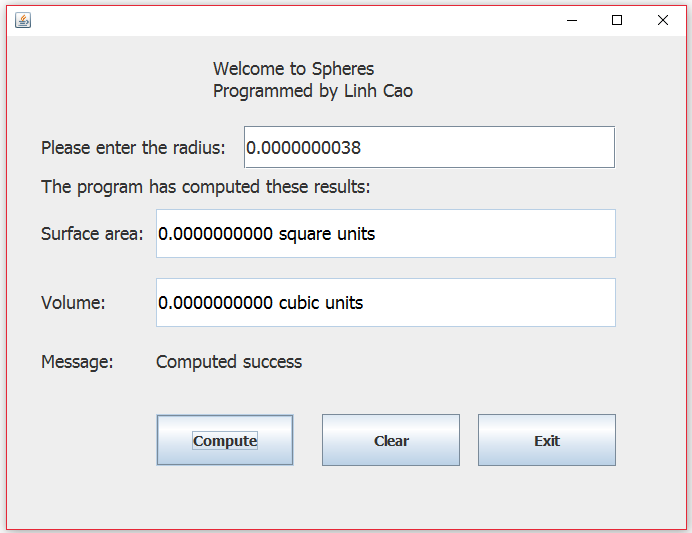 Welcome to Spheres
Programmed by Linh Cao
Please enter the radius: 0.0000000038
The program has computed these results:
Surface area: 0.0000000000 square units
Volume: 0.0000000000 cubic units
Message: Computed success
Compute Clear Exit